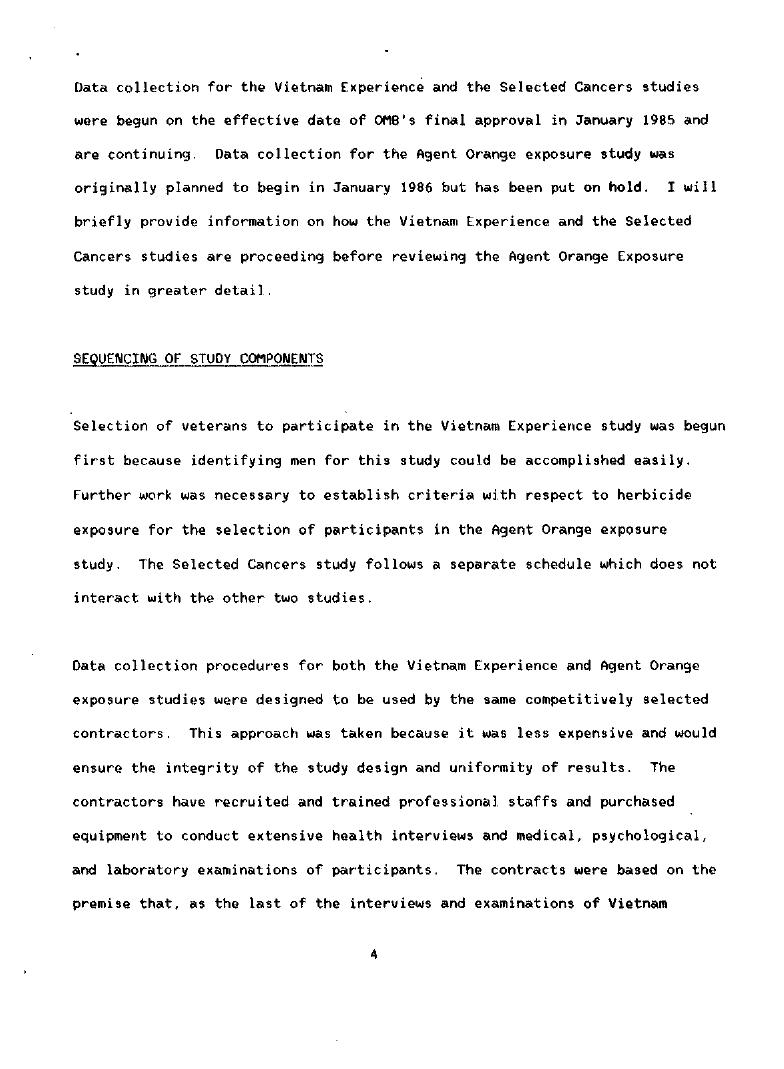 Data collection for the Vietnam Experience and the Selected Cancers studies
were begun on the effective date of OMB's final approval in January 1985 and
are continuing. Data collection for the Agent Orange exposure study was
originally planned to begin in January 1986 but has been put on hold. I will
briefly provide information on how the Vietnam Experience and the Selected
Cancers studies are proceeding before reviewing the Agent Orange Exposure
study in greater detail.
SEQUENCING OF STUDY COMPONENTS
Selection of veterans to participate in the Vietnam Experience study was begun
first because identifying men for this study could be accomplished easily.
Further work was necessary to establish criteria with respect to herbicide
exposure for the selection of participants in the Agent Orange exposure
study. The Selected Cancers study follows a separate schedule which does not
interact with the other two studies.
Data collection procedures for both the Vietnam Experience and Agent Orange
exposure studies were designed to be used by the same competitively selected
contractors. This approach was taken because it was less expensive and would
ensure the integrity of the study design and uniformity of results. The
contractors have recruited and trained professional staffs and purchased
equipment to conduct extensive health interviews and medical, psychological,
and laboratory examinations of participants. The contracts were based on the
premise that, as the last of the interviews and examinations of Vietnam
4